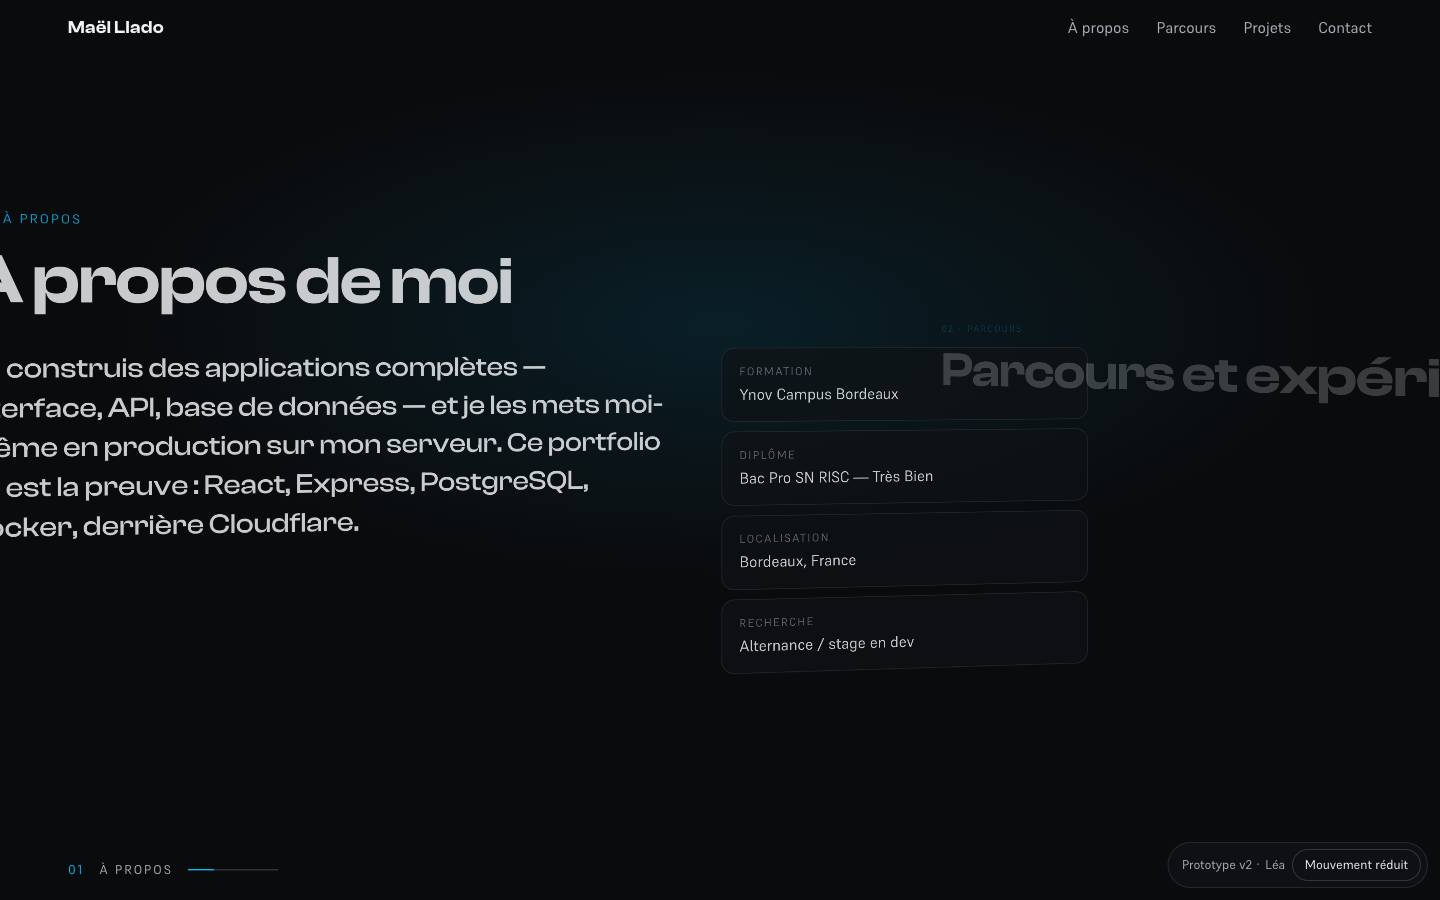 Maël Llado
À propos
Parcours
Projets
Contact
À PROPOS
À propos de moi
construis des applications complètes —
erface, API, base de données — et je les mets moi-
ême en production sur mon serveur. Ce portfolio
est la preuve : React, Express, PostgreSQL,
ocker, derrière Cloudflare.
02 · PARCOURS
Parcours et expéri
FORMATION
Ynov Campus Bordeaux
DIPLÔME
Bac Pro SN RISC — Très Bien
LOCALISATION
Bordeaux, France
RECHERCHE
Alternance / stage en dev
01 À PROPOS
Prototype v2 · Léa
Mouvement réduit